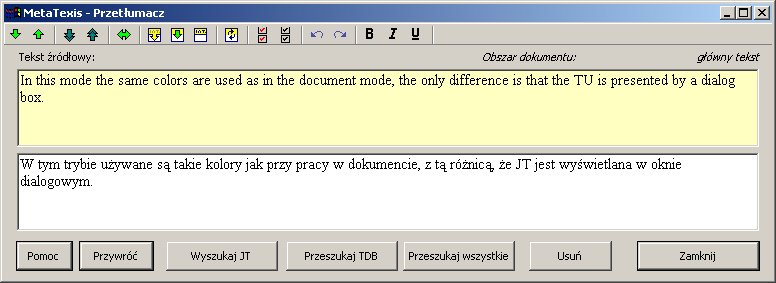 MetaTexis - Przetłumacz
B I U
Tekst źródłowy: Obszar dokumentu: główny tekst
In this mode the same colors are used as in the document mode, the only difference is that the TU is presented by a dialog
box.
W tym trybie używane są takie kolory jak przy pracy w dokumencie, z tą różnicą, że JT jest wyświetlana w oknie
dialogowym.
Pomoc Przywróć Wyszukaj JT Przeszukaj TDB Przeszukaj wszystkie Usuń Zamknij